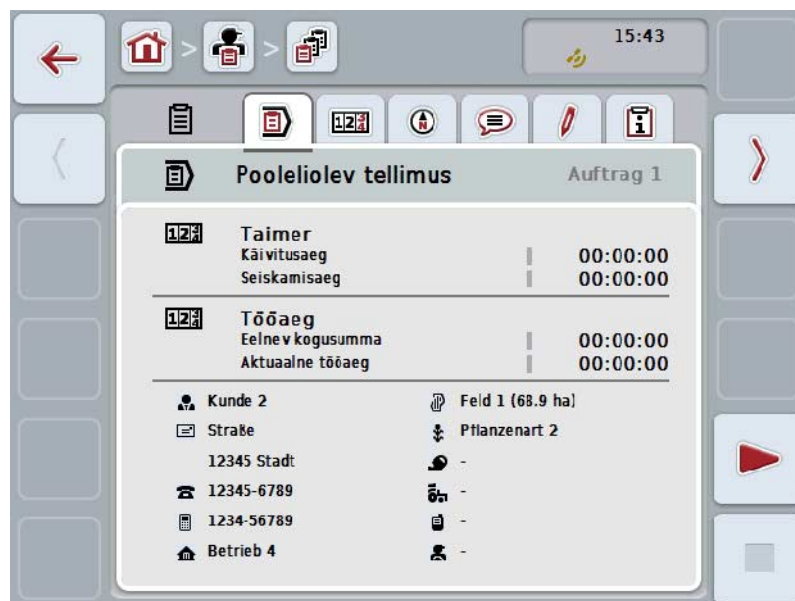 15:43
Pooleliolev tellimus Auftrag 1
Taimer
Käivitusaeg 00:00:00
Seiskamisaeg 00:00:00
Tööaeg
Eelnev kogusumma 00:00:00
Aktuaalne tööaeg 00:00:00
Kunde 2 Feld 1 (68.9 ha)
Straße Pflanzenart 2
12345 Stadt -
12345-6789 -
1234-56789 -
Betrieb 4 -